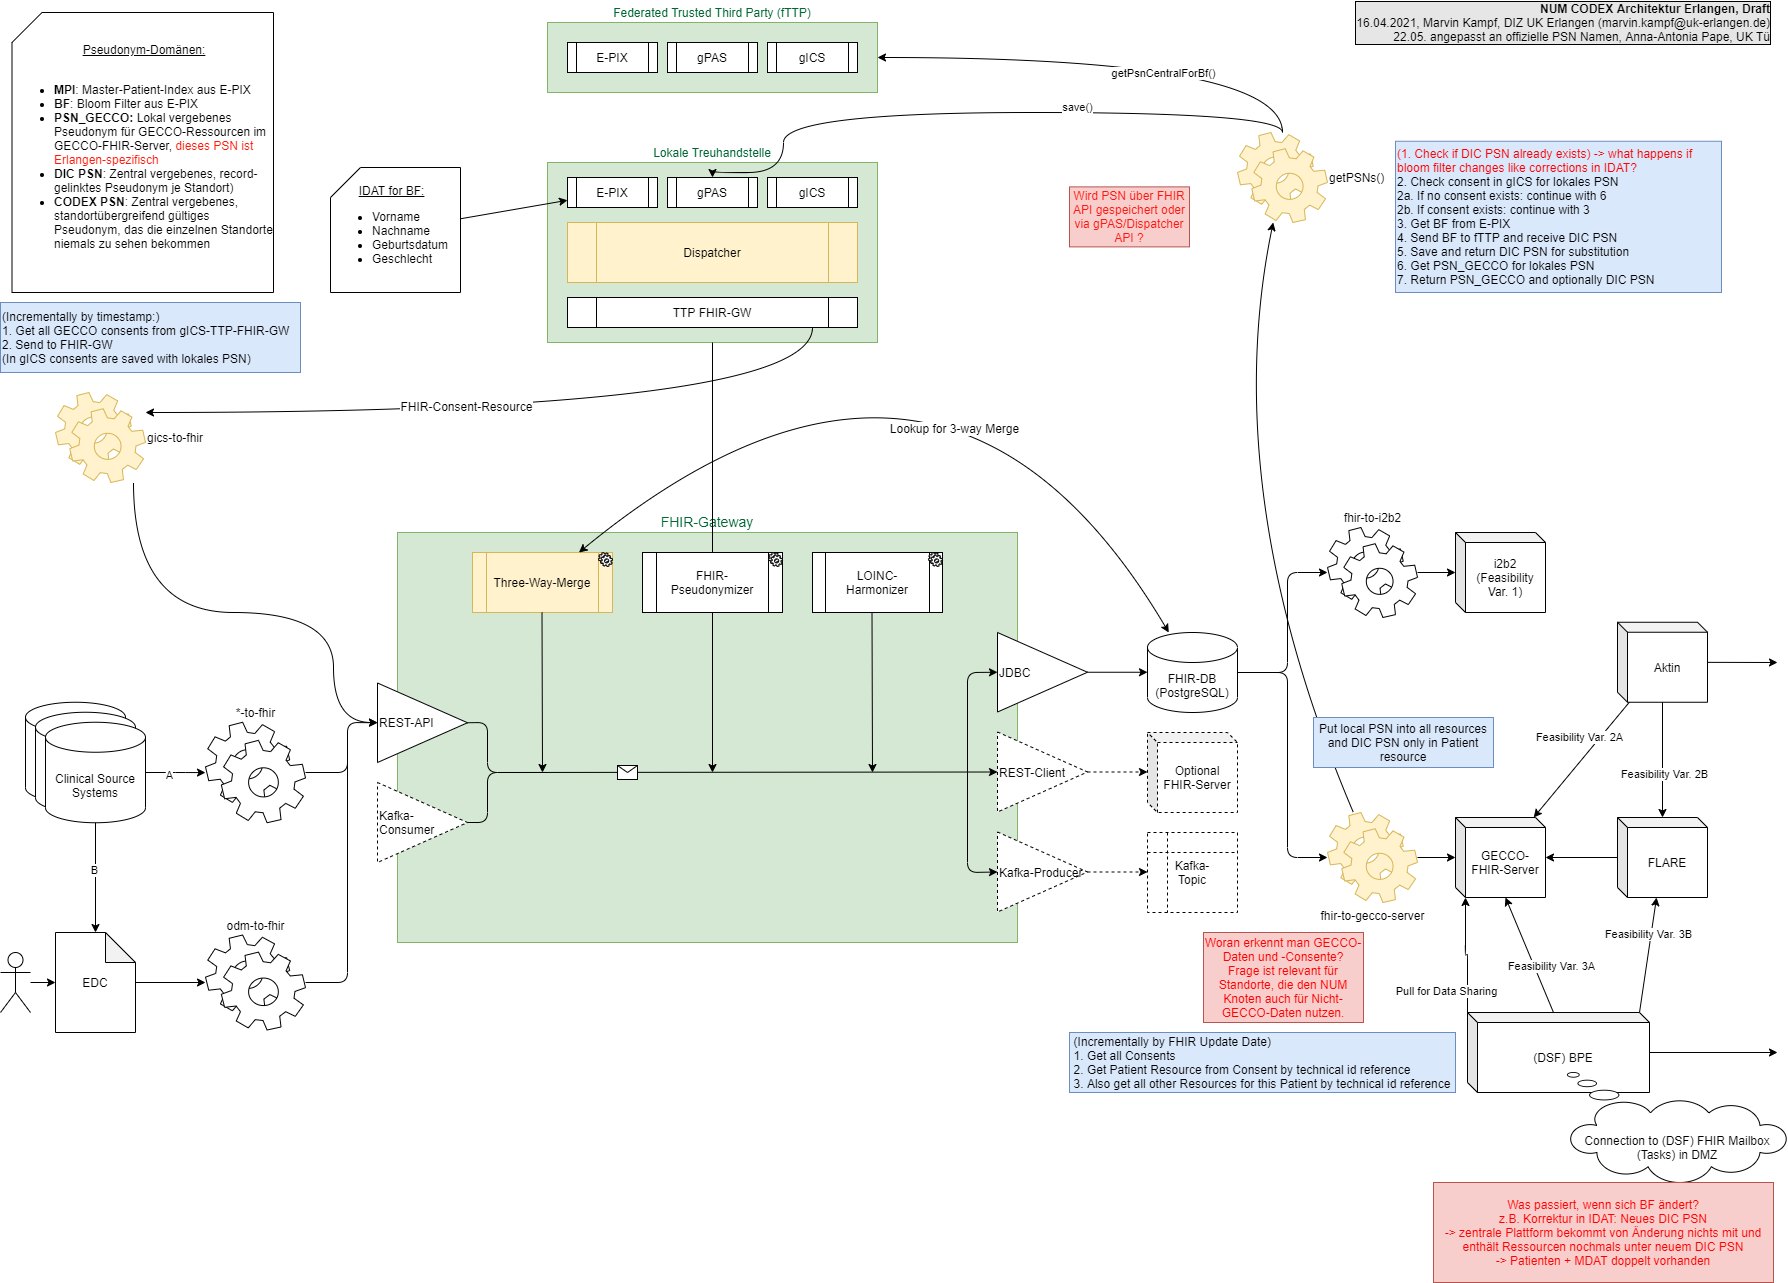 NUM CODEX Architektur Erlangen, Draft
16.04.2021, Marvin Kampf, DIZ UK Erlangen (marvin.kampf@uk-erlangen.de)
22.05. angepasst an offizielle PSN Namen, Anna-Antonia Pape, UK Tü
Pseudonym-Domänen:
• MPI: Master-Patient-Index aus E-PIX
• BF: Bloom Filter aus E-PIX
• PSN_GECCO: Lokal vergebenes
Pseudonym für GECCO-Ressourcen im
GECCO-FHIR-Server, dieses PSN ist
Erlangen-spezifisch
• DIC PSN: Zentral vergebenes, record-
gelinktes Pseudonym je Standort)
• CODEX PSN: Zentral vergebenes,
standortübergreifend gültiges
Pseudonym, das die einzelnen Standorte
niemals zu sehen bekommen
Federated Trusted Third Party (fTTP)
E-PIX
gPAS
gICS
getPsnCentralForBf()
save()
getPSNs()
Lokale Treuhandstelle
E-PIX
gPAS
gICS
Dispatcher
TTP FHIR-GW
IDAT for BF:
• Vorname
• Nachname
• Geburtsdatum
• Geschlecht
Wird PSN über FHIR
API gespeichert oder
via gPAS/Dispatcher
API ?
(1. Check if DIC PSN already exists) -> what happens if
bloom filter changes like corrections in IDAT?
2. Check consent in gICS for lokales PSN
2a. If no consent exists: continue with 6
2b. If consent exists: continue with 3
3. Get BF from E-PIX
4. Send BF to fTTP and receive DIC PSN
5. Save and return DIC PSN for substitution
6. Get PSN_GECCO for lokales PSN
7. Return PSN_GECCO and optionally DIC PSN
(Incrementally by timestamp:)
1. Get all GECCO consents from gICS-TTP-FHIR-GW
2. Send to FHIR-GW
(In gICS consents are saved with lokales PSN)
gics-to-fhir
FHIR-Consent-Resource
Lookup for 3-way Merge
FHIR-Gateway
Three-Way-Merge
FHIR-
Pseudonymizer
LOINC-
Harmonizer
REST-API
Kafka-
Consumer
JDBC
REST-Client
Kafka-Producer
FHIR-DB
(PostgreSQL)
Optional
FHIR-Server
Kafka-
Topic
Clinical Source
Systems
A
B
*-to-fhir
odm-to-fhir
EDC
fhir-to-i2b2
i2b2
(Feasibility
Var. 1)
Put local PSN into all resources
and DIC PSN only in Patient
resource
fhir-to-gecco-server
GECCO-
FHIR-Server
Aktin
FLARE
Feasibility Var. 2A
Feasibility Var. 2B
Feasibility Var. 3A
Feasibility Var. 3B
Pull for Data Sharing
Woran erkennt man GECCO-
Daten und -Consente?
Frage ist relevant für
Standorte, die den NUM
Knoten auch für Nicht-
GECCO-Daten nutzen.
(Incrementally by FHIR Update Date)
1. Get all Consents
2. Get Patient Resource from Consent by technical id reference
3. Also get all other Resources for this Patient by technical id reference
(DSF) BPE
Connection to (DSF) FHIR Mailbox
(Tasks) in DMZ
Was passiert, wenn sich BF ändert?
z.B. Korrektur in IDAT: Neues DIC PSN
-> zentrale Plattform bekommt von Änderung nichts mit und
enthält Ressourcen nochmals unter neuem DIC PSN
-> Patienten + MDAT doppelt vorhanden